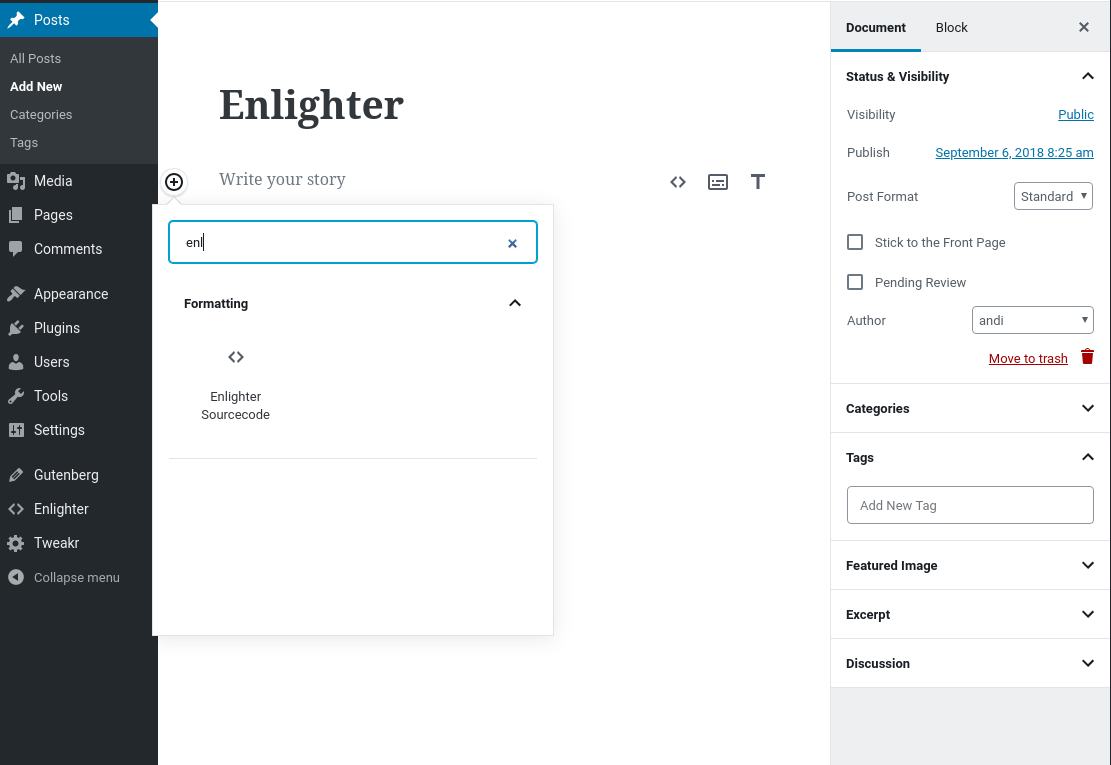 Posts
All Posts
Add New
Categories
Tags
Media
Pages
Comments
Appearance
Plugins
Users
Tools
Settings
Gutenberg
Enlighter
Tweakr
Collapse menu
Enlighter
Write your story
enl
Formatting
Enlighter
Sourcecode
Document Block
Status & Visibility
Visibility Public
Publish September 6, 2018 8:25 am
Post Format Standard
Stick to the Front Page
Pending Review
Author andi
Move to trash
Categories
Tags
Add New Tag
Featured Image
Excerpt
Discussion